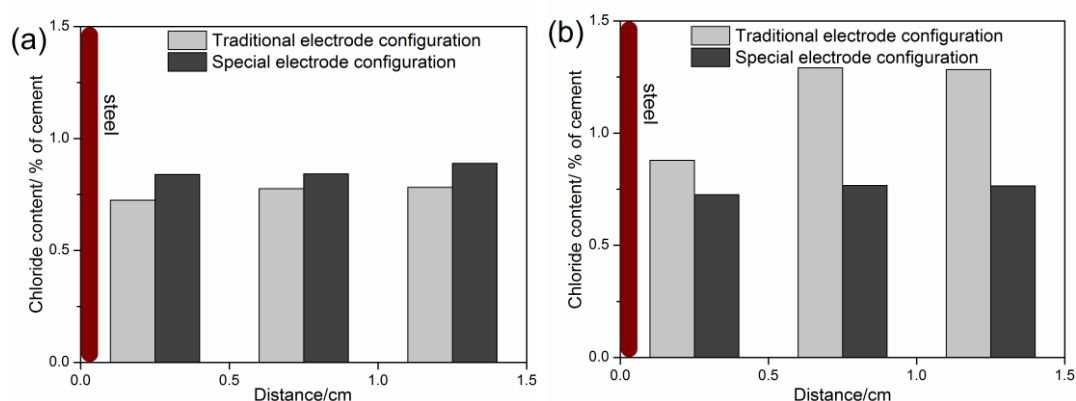 (a)
Traditional electrode configuration
Special electrode configuration
steel
Chloride content/ % of cement
1.5
1.0
0.5
0.0
0.0 0.5 1.0 1.5
Distance/cm
(b)
Traditional electrode configuration
Special electrode configuration
steel
Chloride content/ % of cement
1.5
1.0
0.5
0.0
0.0 0.5 1.0 1.5
Distance/cm